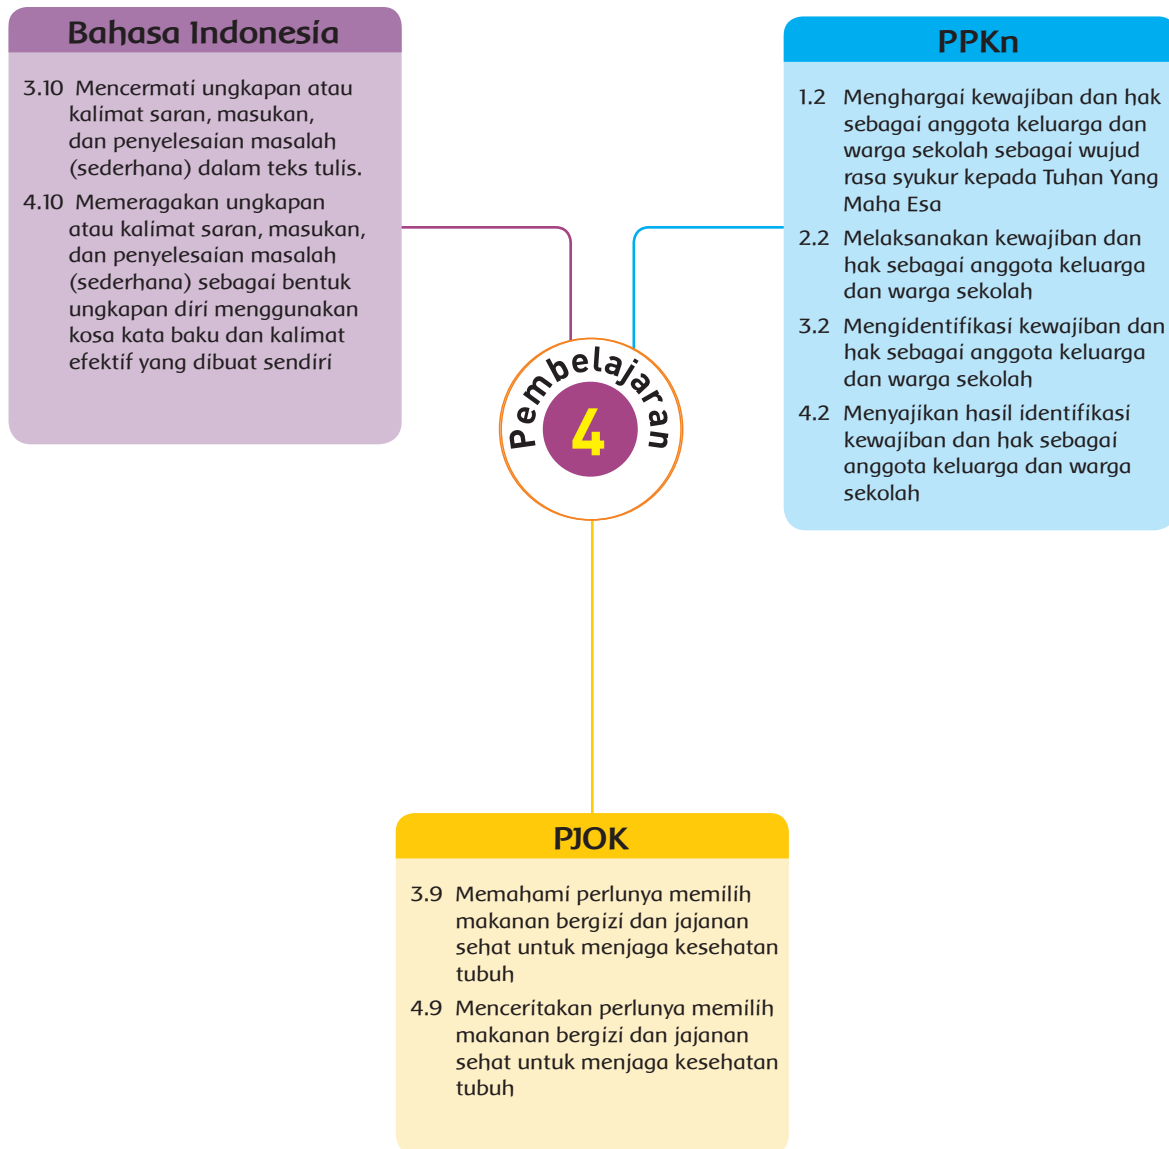 Bahasa Indonesia
3.10 Mencermati ungkapan atau
kalimat saran, masukan,
dan penyelesaian masalah
(sederhana) dalam teks tulis.
4.10 Memeragakan ungkapan
atau kalimat saran, masukan,
dan penyelesaian masalah
(sederhana) sebagai bentuk
ungkapan diri menggunakan
kosa kata baku dan kalimat
efektif yang dibuat sendiri
PPKn
1.2 Menghargai kewajiban dan hak
sebagai anggota keluarga dan
warga sekolah sebagai wujud
rasa syukur kepada Tuhan Yang
Maha Esa
2.2 Melaksanakan kewajiban dan
hak sebagai anggota keluarga
dan warga sekolah
3.2 Mengidentifikasi kewajiban dan
hak sebagai anggota keluarga
dan warga sekolah
4.2 Menyajikan hasil identifikasi
kewajiban dan hak sebagai
anggota keluarga dan warga
sekolah
Pembelajaran
4
PJOK
3.9 Memahami perlunya memilih
makanan bergizi dan jajanan
sehat untuk menjaga kesehatan
tubuh
4.9 Menceritakan perlunya memilih
makanan bergizi dan jajanan
sehat untuk menjaga kesehatan
tubuh